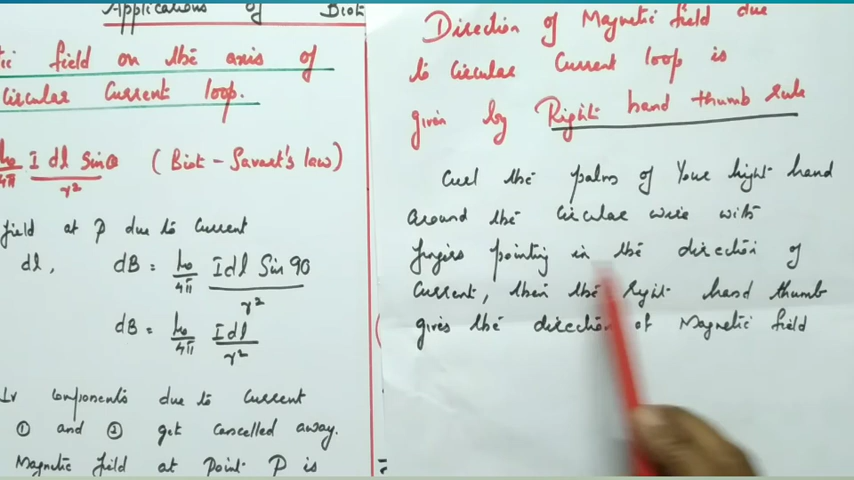 Applications of Biot
tic field on the axis of
Circular Current loop.
μ₀/4π I dl Sinθ/r² (Biot - Savart's law)
field at P due to Current
dl, dB = μ₀/4π Idl Sin 90/r²
dB = μ₀/4π Idl/r²
Components due to Current
① and ② get Cancelled away.
Magnetic field at Point P is
Direction of Magnetic field due
to Circular Current loop is
given by Right hand thumb rule
Curl the palm of Your hight hand
around the circular wire with
fingers pointing in the direction of
Current, then the right hand thumb
gives the direction of Magnetic field